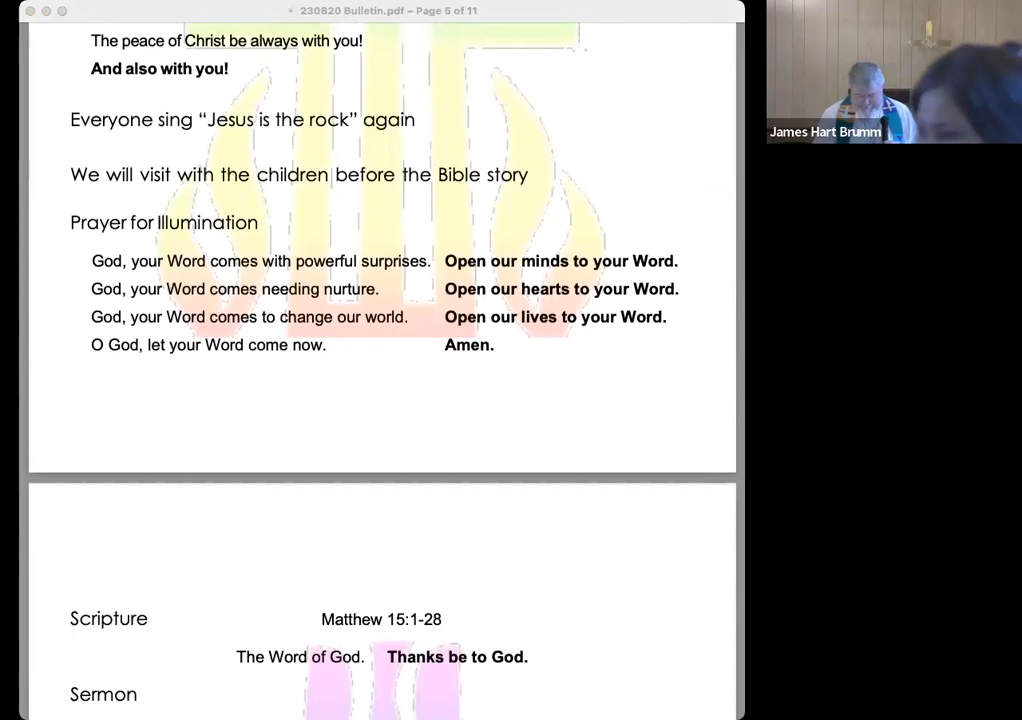 230820 Bulletin.pdf – Page 5 of 11
The peace of Christ be always with you!
And also with you!
Everyone sing “Jesus is the rock” again
We will visit with the children before the Bible story
Prayer for Illumination
God, your Word comes with powerful surprises. Open our minds to your Word.
God, your Word comes needing nurture. Open our hearts to your Word.
God, your Word comes to change our world. Open our lives to your Word.
O God, let your Word come now. Amen.
Scripture Matthew 15:1-28
The Word of God. Thanks be to God.
Sermon
James Hart Brumm